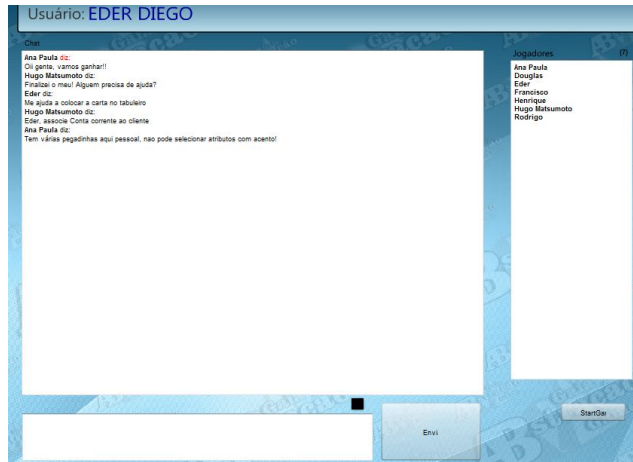 Usuário: EDER DIEGO
Chat
Ana Paula diz:
Oii gente, vamos ganhar!!
Hugo Matsumoto diz:
Finalizei o meu! Alguem precisa de ajuda?
Eder diz:
Me ajuda a colocar a carta no tabuleiro
Hugo Matsumoto diz:
Eder, associe Conta corrente ao cliente
Ana Paula diz:
Tem várias pegadinhas aqui pessoal, nao pode selecionar atributos com acento!
Jogadores (7)
Ana Paula
Douglas
Eder
Francisco
Henrique
Hugo Matsumoto
Rodrigo
Envi
StartGa